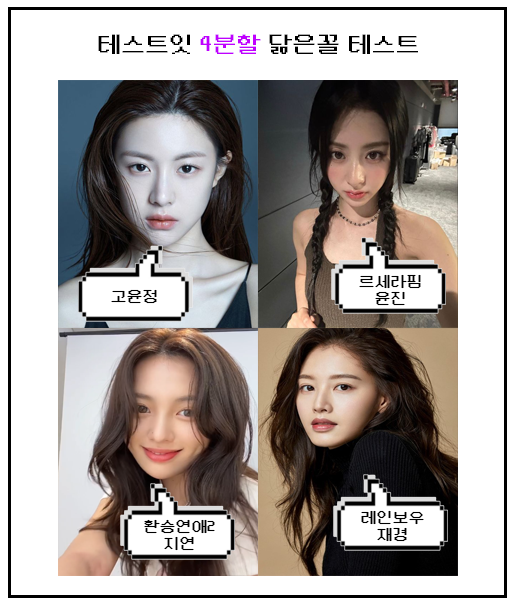 테스트잇 4분할 닮은꼴 테스트
고윤정
르세라핌
윤진
환승연애2
지연
레인보우
재경